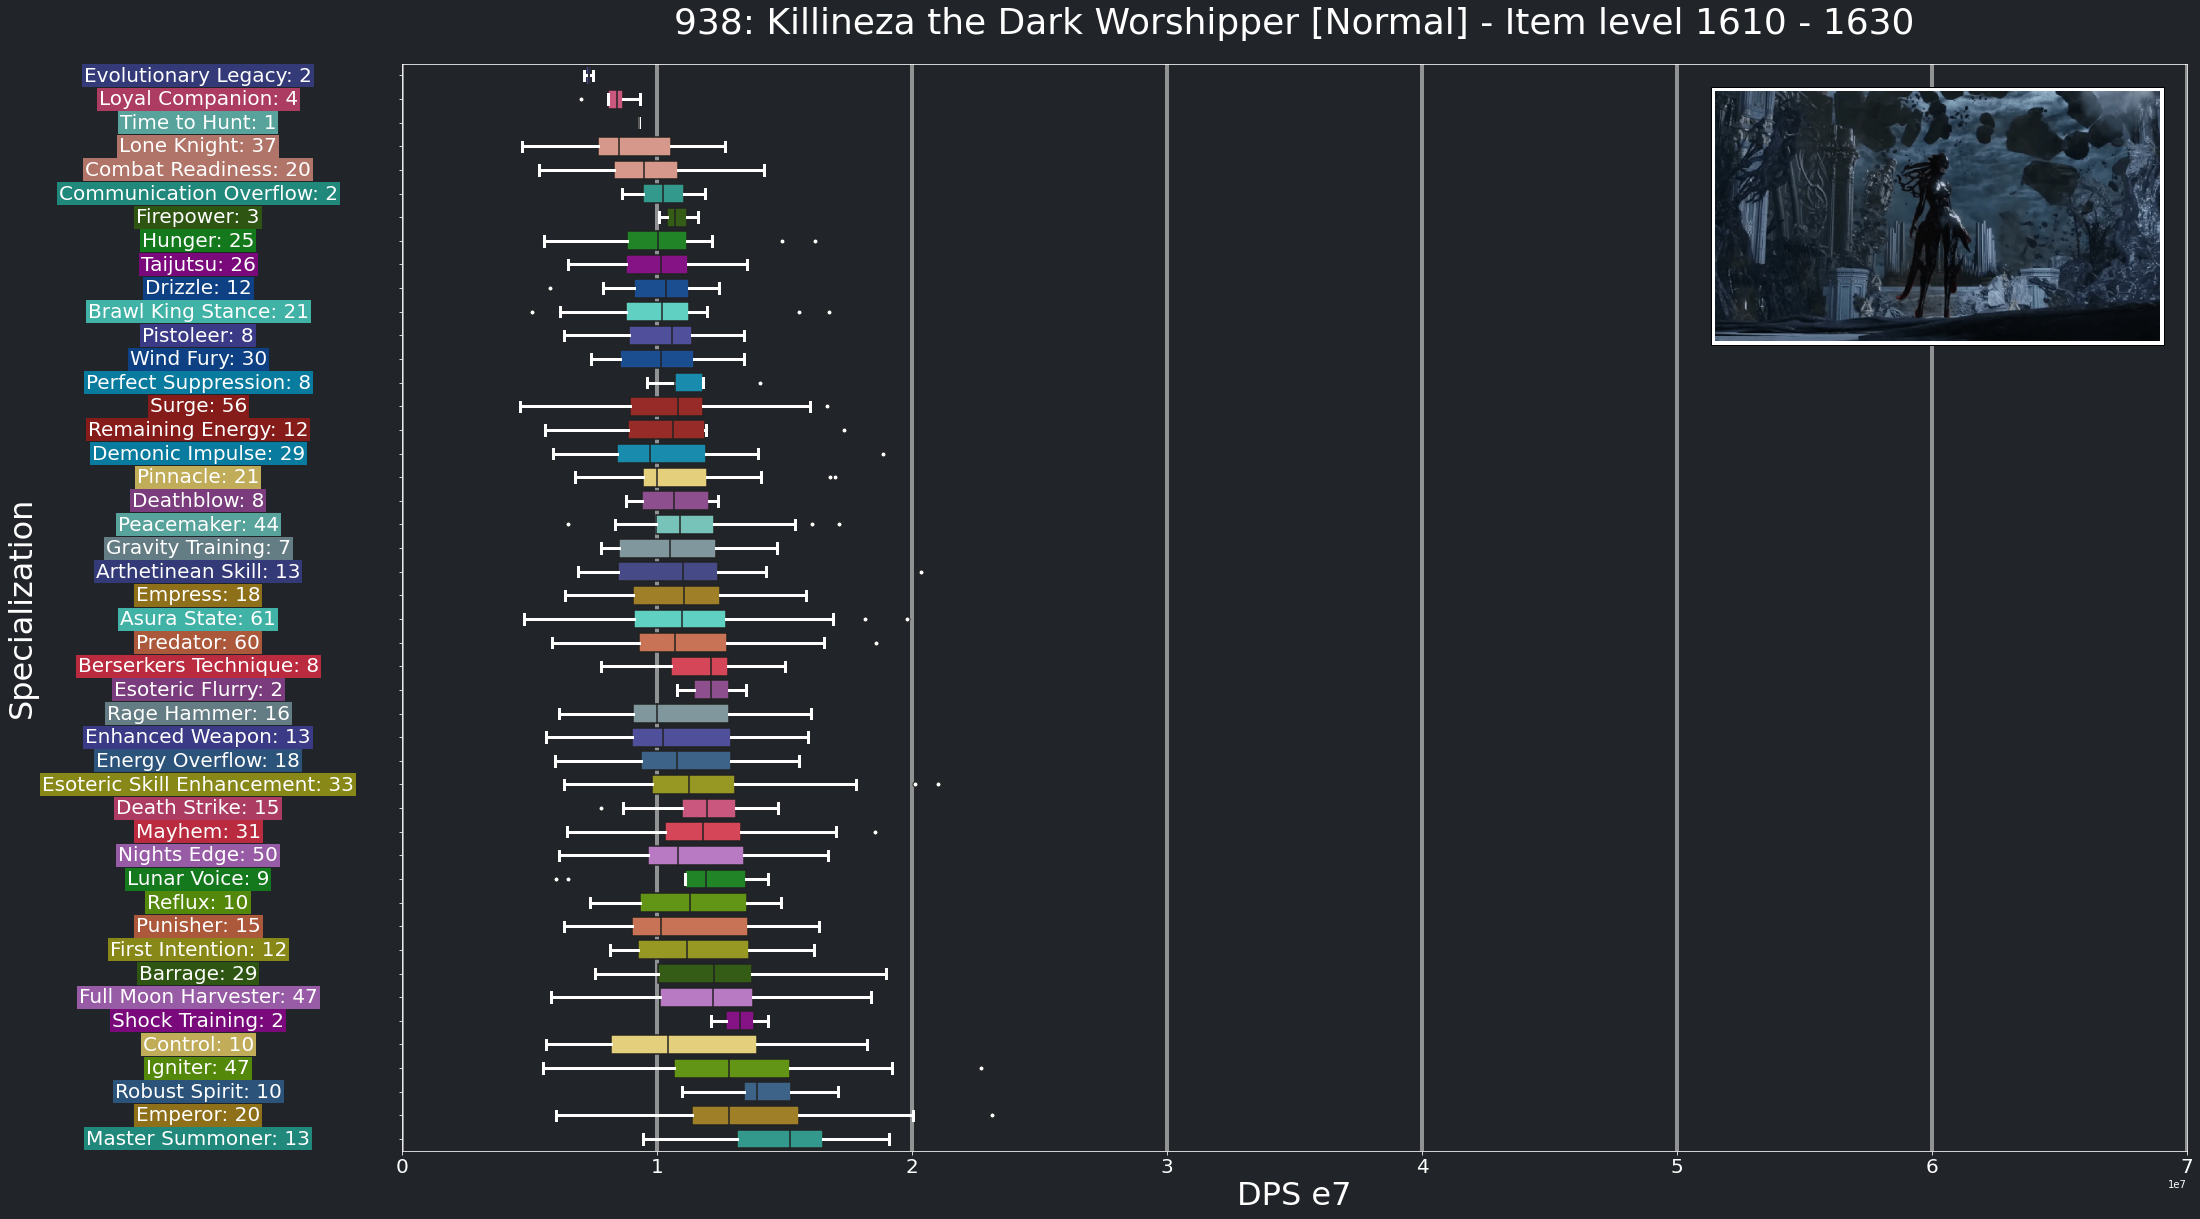 938: Killineza the Dark Worshipper [Normal] - Item level 1610 - 1630
Specialization
Evolutionary Legacy: 2
Loyal Companion: 4
Time to Hunt: 1
Lone Knight: 37
Combat Readiness: 20
Communication Overflow: 2
Firepower: 3
Hunger: 25
Taijutsu: 26
Drizzle: 12
Brawl King Stance: 21
Pistoleer: 8
Wind Fury: 30
Perfect Suppression: 8
Surge: 56
Remaining Energy: 12
Demonic Impulse: 29
Pinnacle: 21
Deathblow: 8
Peacemaker: 44
Gravity Training: 7
Arthetinean Skill: 13
Empress: 18
Asura State: 61
Predator: 60
Berserkers Technique: 8
Esoteric Flurry: 2
Rage Hammer: 16
Enhanced Weapon: 13
Energy Overflow: 18
Esoteric Skill Enhancement: 33
Death Strike: 15
Mayhem: 31
Nights Edge: 50
Lunar Voice: 9
Reflux: 10
Punisher: 15
First Intention: 12
Barrage: 29
Full Moon Harvester: 47
Shock Training: 2
Control: 10
Igniter: 47
Robust Spirit: 10
Emperor: 20
Master Summoner: 13
0 1 2 3 4 5 6 7
1e7
DPS e7